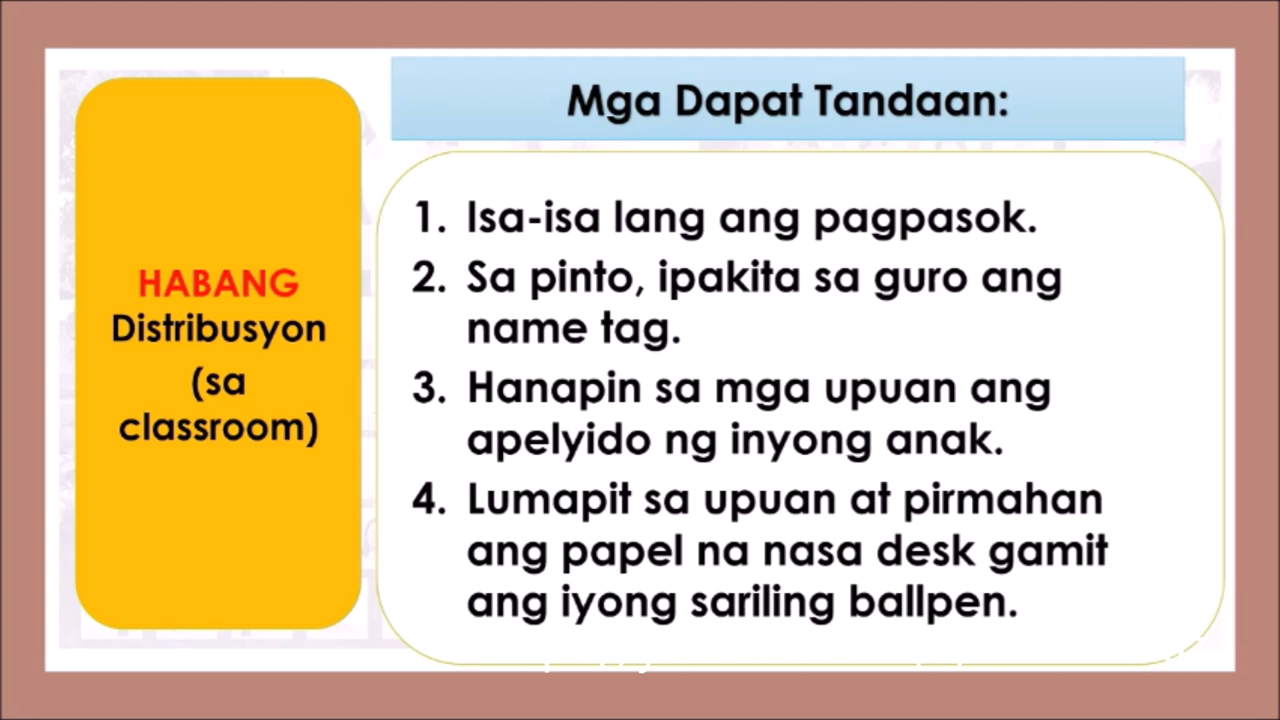 Mga Dapat Tandaan:
HABANG
Distribusyon
(sa
classroom)
1. Isa-isa lang ang pagpasok.
2. Sa pinto, ipakita sa guro ang
name tag.
3. Hanapin sa mga upuan ang
apelyido ng inyong anak.
4. Lumapit sa upuan at pirmahan
ang papel na nasa desk gamit
ang iyong sariling ballpen.